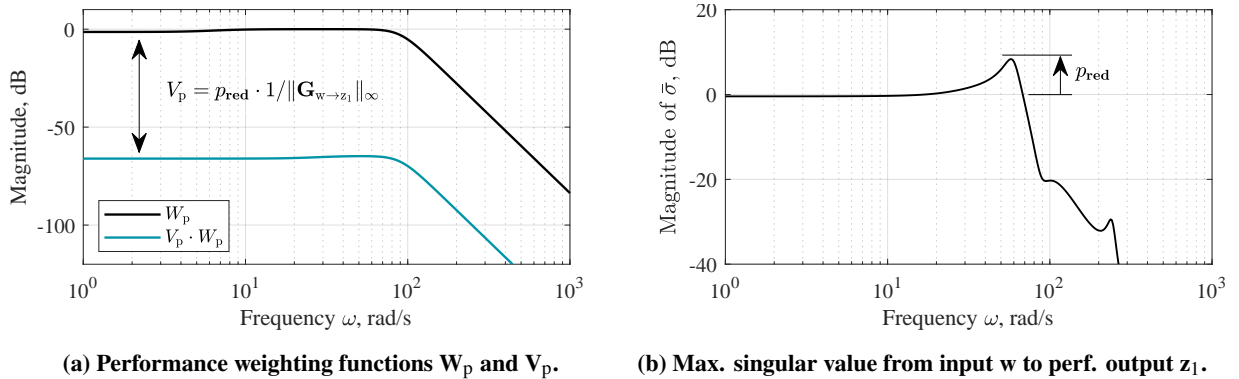 0
-50
-100
Magnitude, dB
V_p = p_red · 1/‖G_{w→z_1}‖_∞
W_p
V_p · W_p
10^0
10^1
10^2
10^3
Frequency ω, rad/s
(a) Performance weighting functions W_p and V_p.
20
10
0
-20
-40
Magnitude of σ̄, dB
p_red
10^0
10^1
10^2
10^3
Frequency ω, rad/s
(b) Max. singular value from input w to perf. output z_1.